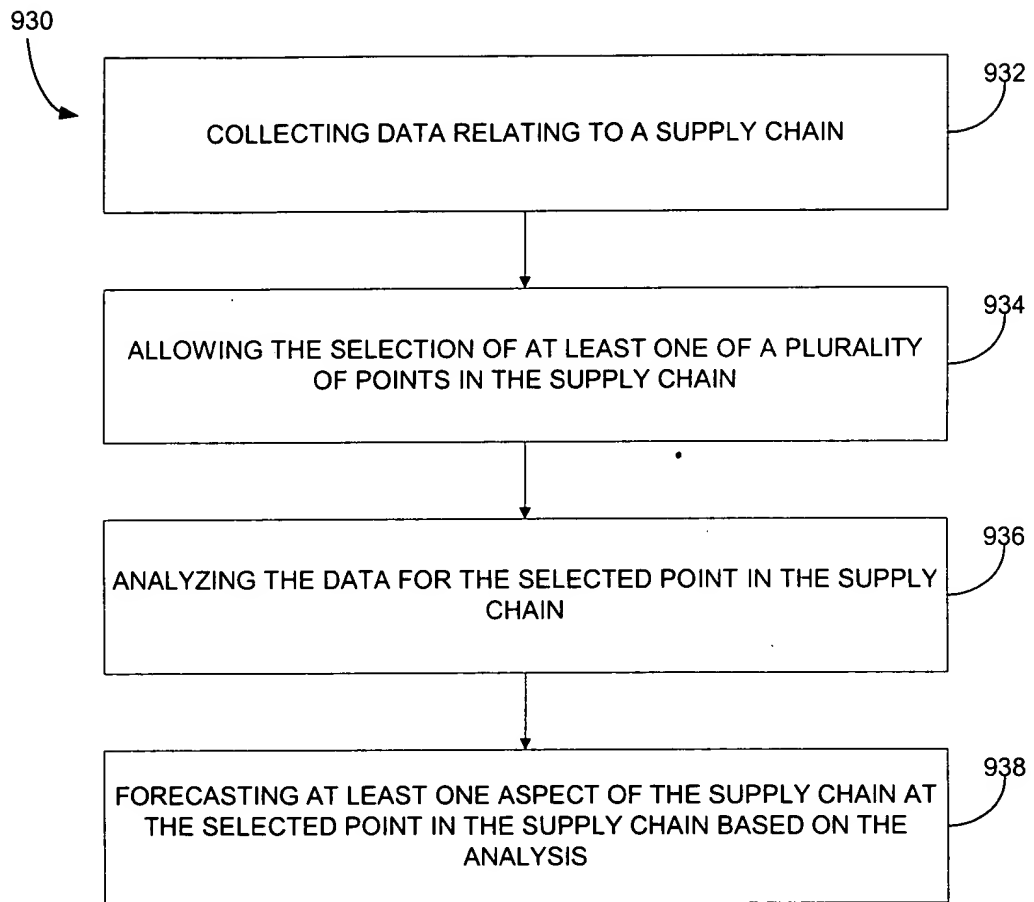 930
932
COLLECTING DATA RELATING TO A SUPPLY CHAIN
934
ALLOWING THE SELECTION OF AT LEAST ONE OF A PLURALITY
OF POINTS IN THE SUPPLY CHAIN
936
ANALYZING THE DATA FOR THE SELECTED POINT IN THE SUPPLY
CHAIN
938
FORECASTING AT LEAST ONE ASPECT OF THE SUPPLY CHAIN AT
THE SELECTED POINT IN THE SUPPLY CHAIN BASED ON THE
ANALYSIS